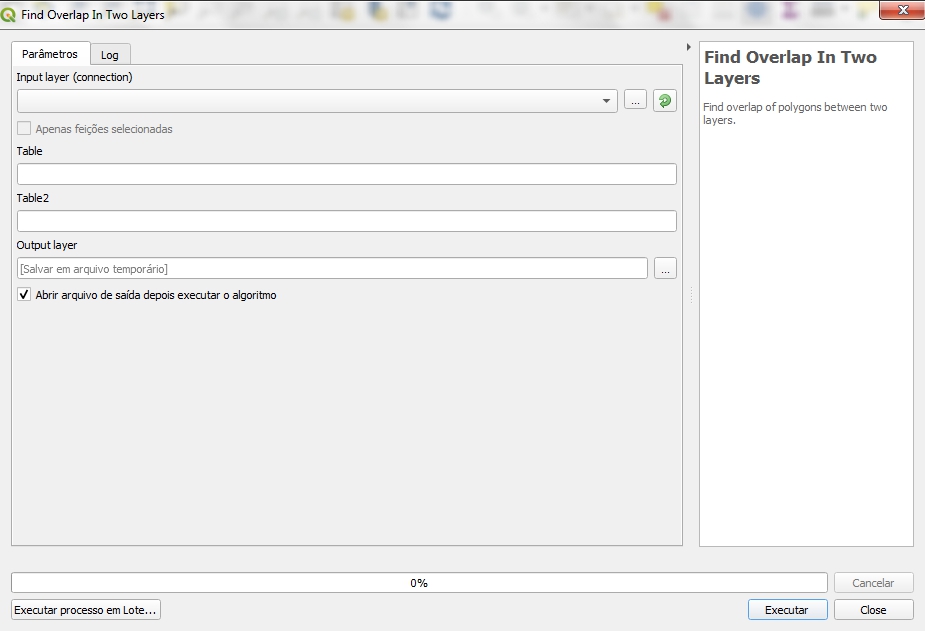 Find Overlap In Two Layers
Parâmetros
Log
Input layer (connection)
...
Apenas feições selecionadas
Table
Table2
Output layer
[Salvar em arquivo temporário]
...
Abrir arquivo de saída depois executar o algoritmo
Find Overlap In Two
Layers
Find overlap of polygons between two
layers.
0%
Cancelar
Executar processo em Lote...
Executar
Close